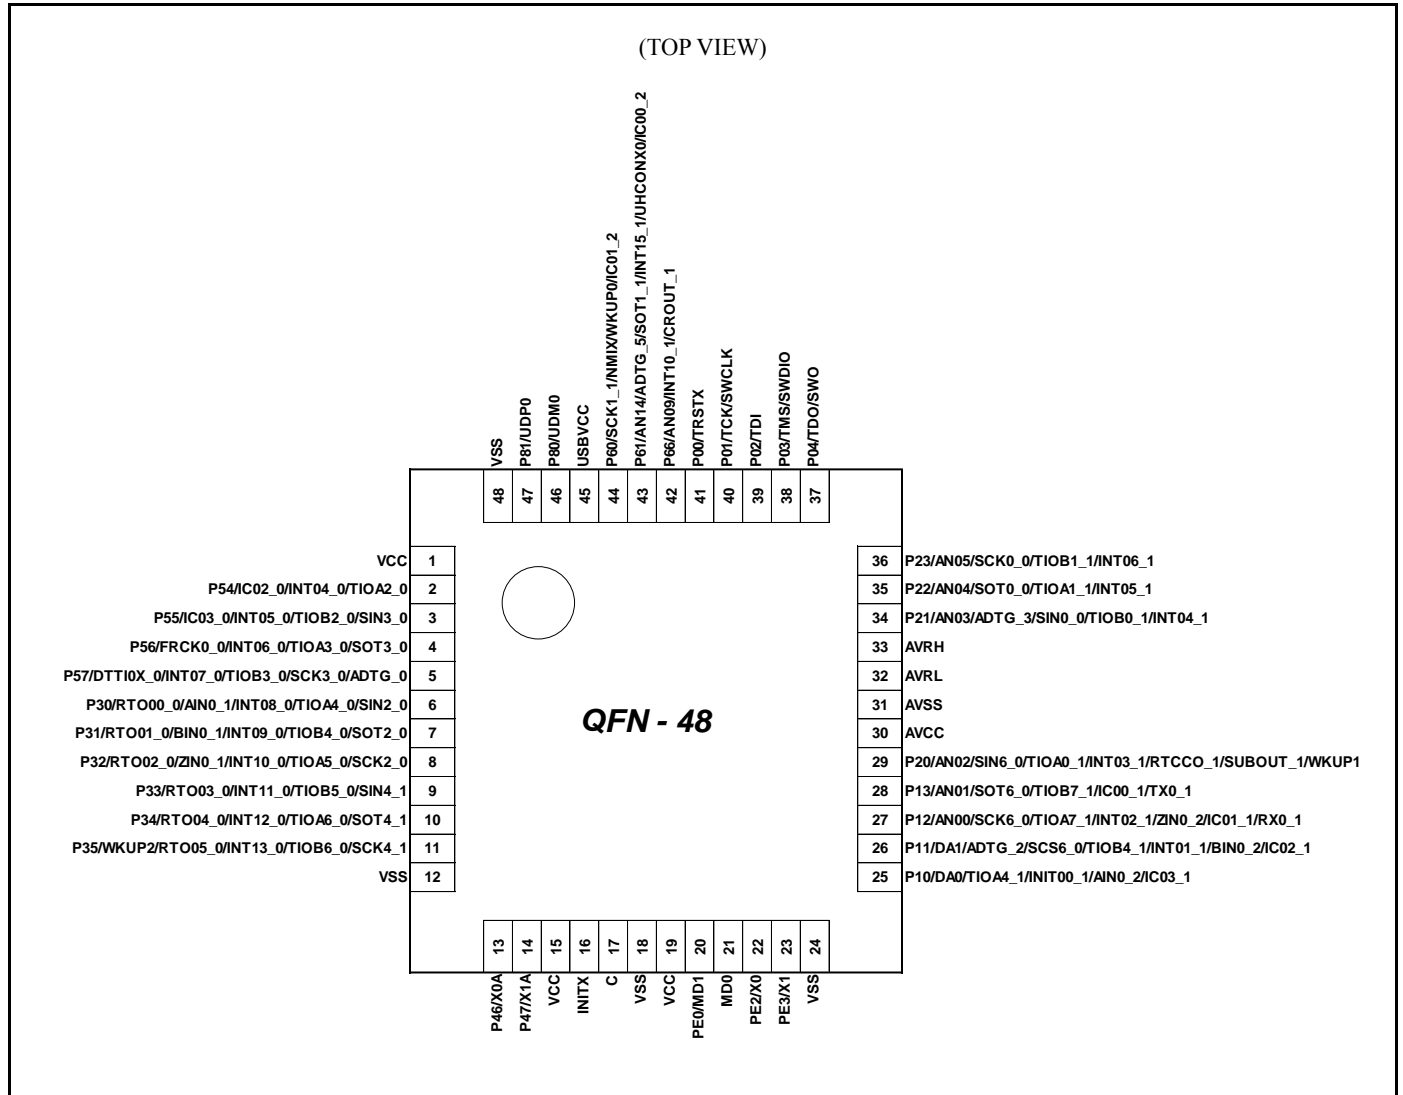 (TOP VIEW)
VSS
P81/UDP0
P80/UDM0
USBVCC
P60/SCK1_1/NMIX/WKUP0/IC01_2
P61/AN14/ADTG_5/SOT1_1/INT15_1/UHCONX0/IC00_2
P66/AN09/INT10_1/CROUT_1
P00/TRSTX
P01/TCK/SWCLK
P02/TDI
P03/TMS/SWDIO
P04/TDO/SWO
48
47
46
45
44
43
42
41
40
39
38
37
VCC 1
P54/IC02_0/INT04_0/TIOA2_0 2
P55/IC03_0/INT05_0/TIOB2_0/SIN3_0 3
P56/FRCK0_0/INT06_0/TIOA3_0/SOT3_0 4
P57/DTTI0X_0/INT07_0/TIOB3_0/SCK3_0/ADTG_0 5
P30/RTO00_0/AIN0_1/INT08_0/TIOA4_0/SIN2_0 6
P31/RTO01_0/BIN0_1/INT09_0/TIOB4_0/SOT2_0 7
P32/RTO02_0/ZIN0_1/INT10_0/TIOA5_0/SCK2_0 8
P33/RTO03_0/INT11_0/TIOB5_0/SIN4_1 9
P34/RTO04_0/INT12_0/TIOA6_0/SOT4_1 10
P35/WKUP2/RTO05_0/INT13_0/TIOB6_0/SCK4_1 11
VSS 12
QFN - 48
36 P23/AN05/SCK0_0/TIOB1_1/INT06_1
35 P22/AN04/SOT0_0/TIOA1_1/INT05_1
34 P21/AN03/ADTG_3/SIN0_0/TIOB0_1/INT04_1
33 AVRH
32 AVRL
31 AVSS
30 AVCC
29 P20/AN02/SIN6_0/TIOA0_1/INT03_1/RTCCO_1/SUBOUT_1/WKUP1
28 P13/AN01/SOT6_0/TIOB7_1/IC00_1/TX0_1
27 P12/AN00/SCK6_0/TIOA7_1/INT02_1/ZIN0_2/IC01_1/RX0_1
26 P11/DA1/ADTG_2/SCS6_0/TIOB4_1/INT01_1/BIN0_2/IC02_1
25 P10/DA0/TIOA4_1/INIT00_1/AIN0_2/IC03_1
13
14
15
16
17
18
19
20
21
22
23
24
P46/X0A
P47/X1A
VCC
INITX
C
VSS
VCC
PE0/MD1
MD0
PE2/X0
PE3/X1
VSS